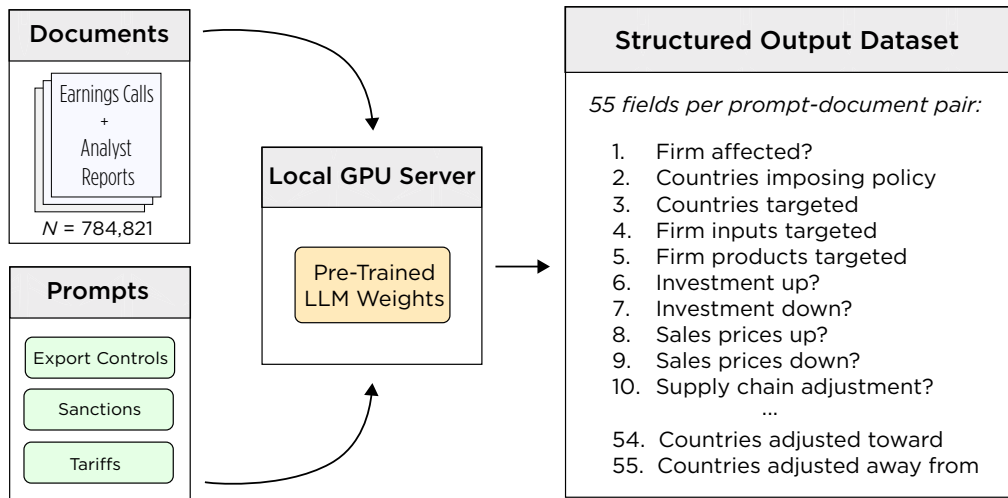 Documents
Earnings Calls
+
Analyst
Reports
N = 784,821
Prompts
Export Controls
Sanctions
Tariffs
Local GPU Server
Pre-Trained
LLM Weights
Structured Output Dataset
55 fields per prompt-document pair:
1. Firm affected?
2. Countries imposing policy
3. Countries targeted
4. Firm inputs targeted
5. Firm products targeted
6. Investment up?
7. Investment down?
8. Sales prices up?
9. Sales prices down?
10. Supply chain adjustment?
...
54. Countries adjusted toward
55. Countries adjusted away from